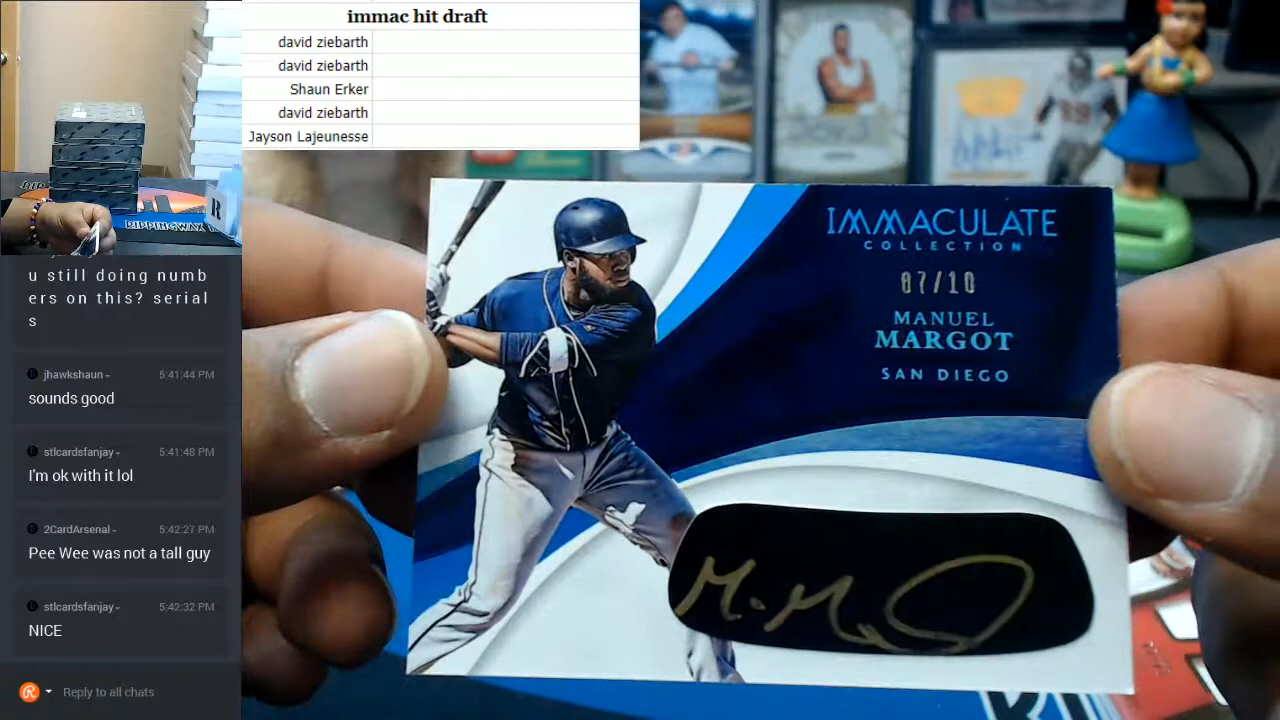 immac hit draft
david ziebarth
david ziebarth
Shaun Erker
david ziebarth
Jayson Lajeunesse
R
RIPPINGWAX
u still doing numb
ers on this? serial
s
jhawkshaun
5:41:44 PM
sounds good
stlcardsfanjay
5:41:48 PM
I'm ok with it lol
2CardArsenal
5:42:27 PM
Pee Wee was not a tall guy
stlcardsfanjay
5:42:32 PM
NICE
Reply to all chats
IMMACULATE
COLLECTION
07/10
MANUEL
MARGOT
SAN DIEGO
M. M